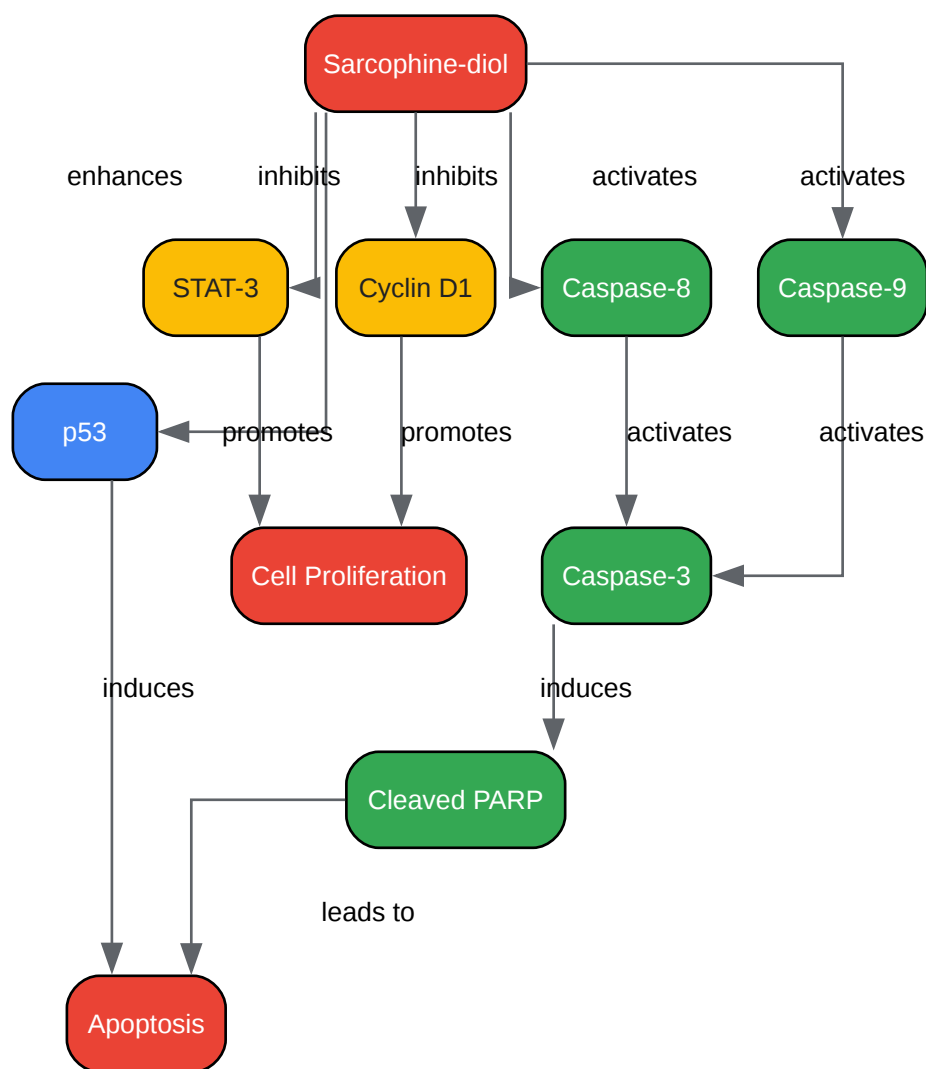 Sarcophine-diol
enhances
inhibits
inhibits
activates
activates
STAT-3
Cyclin D1
Caspase-8
Caspase-9
p53
promotes
promotes
activates
activates
Cell Proliferation
Caspase-3
induces
induces
Cleaved PARP
leads to
Apoptosis